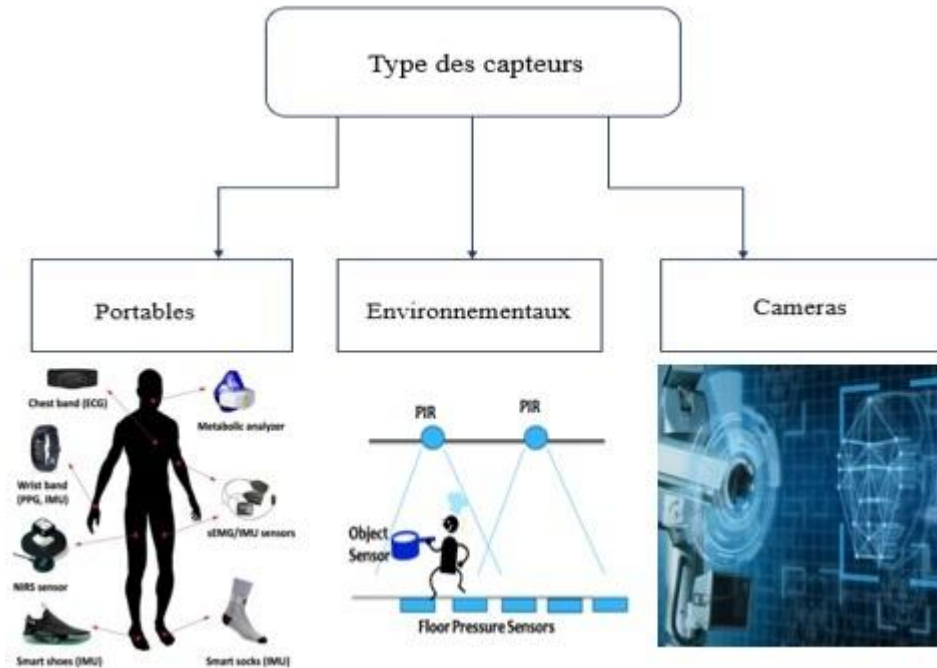 Type des capteurs
Portables
Environnementaux
Cameras
Chest band (ECG)
Metabolic analyzer
Wrist band
(PPG, IMU)
sEMG/IMU sensors
NIRS sensor
Smart shoes (IMU)
Smart socks (IMU)
PIR
PIR
Object
Sensor
Floor Pressure Sensors